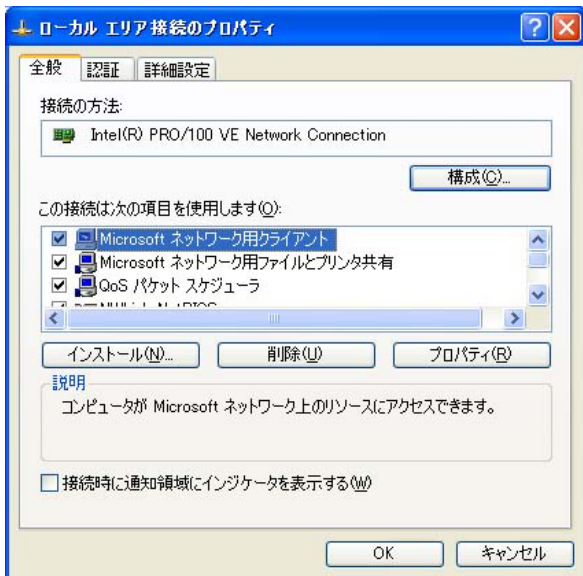 ローカル エリア接続のプロパティ
全般 認証 詳細設定
接続の方法:
Intel(R) PRO/100 VE Network Connection
構成(C)...
この接続は次の項目を使用します(O):
Microsoft ネットワーク用クライアント
Microsoft ネットワーク用ファイルとプリンタ共有
QoS パケット スケジューラ
インストール(N)... 削除(U) プロパティ(R)
説明
コンピュータが Microsoft ネットワーク上のリソースにアクセスできます。
接続時に通知領域にインジケータを表示する(W)
OK キャンセル